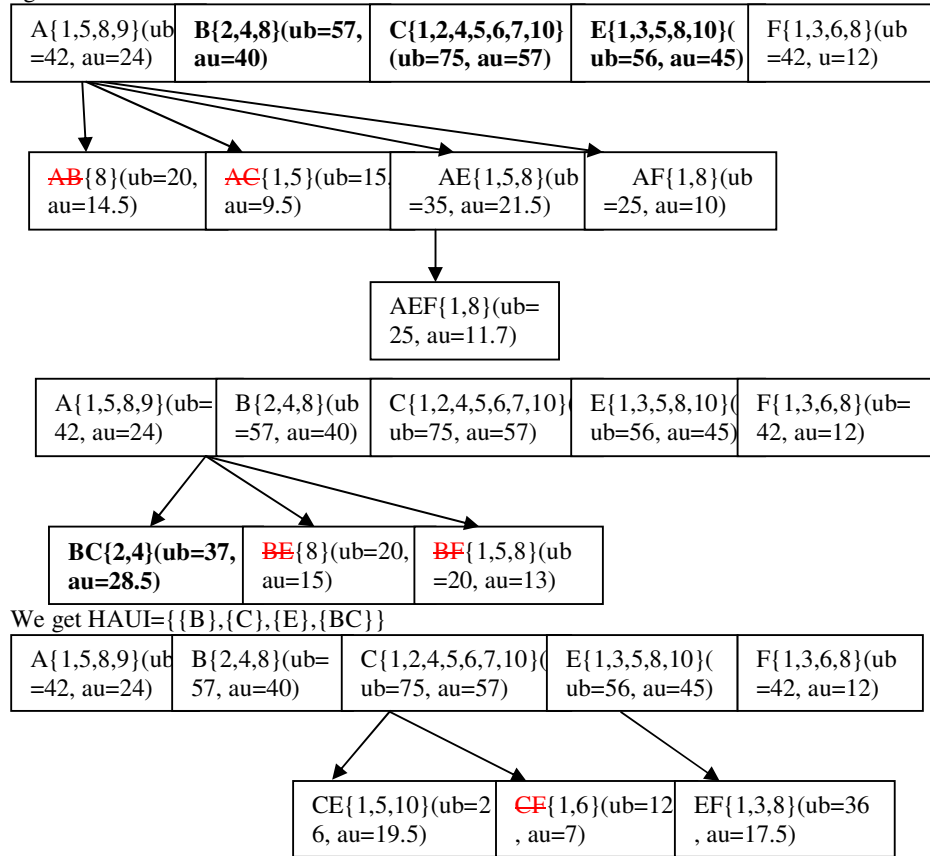 A{1,5,8,9}(ub
=42, au=24)
B{2,4,8}(ub=57,
au=40)
C{1,2,4,5,6,7,10}
(ub=75, au=57)
E{1,3,5,8,10}(
ub=56, au=45)
F{1,3,6,8}(ub
=42, u=12)
AB{8}(ub=20,
au=14.5)
AC{1,5}(ub=15,
au=9.5)
AE{1,5,8}(ub
=35, au=21.5)
AF{1,8}(ub
=25, au=10)
AEF{1,8}(ub=
25, au=11.7)
A{1,5,8,9}(ub=
42, au=24)
B{2,4,8}(ub
=57, au=40)
C{1,2,4,5,6,7,10}(
ub=75, au=57)
E{1,3,5,8,10}(
ub=56, au=45)
F{1,3,6,8}(ub=
42, au=12)
BC{2,4}(ub=37,
au=28.5)
BE{8}(ub=20,
au=15)
BF{1,5,8}(ub
=20, au=13)
We get HAUI={{B},{C},{E},{BC}}
A{1,5,8,9}(ub
=42, au=24)
B{2,4,8}(ub=
57, au=40)
C{1,2,4,5,6,7,10}(
ub=75, au=57)
E{1,3,5,8,10}(
ub=56, au=45)
F{1,3,6,8}(ub
=42, au=12)
CE{1,5,10}(ub=2
6, au=19.5)
CF{1,6}(ub=12
, au=7)
EF{1,3,8}(ub=36
, au=17.5)